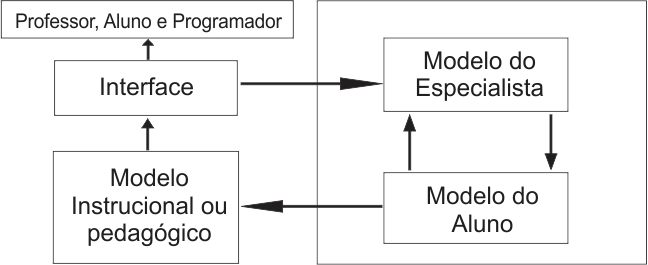 Professor, Aluno e Programador
Interface
Modelo do
Especialista
Modelo
Instrucional ou
pedagógico
Modelo do
Aluno